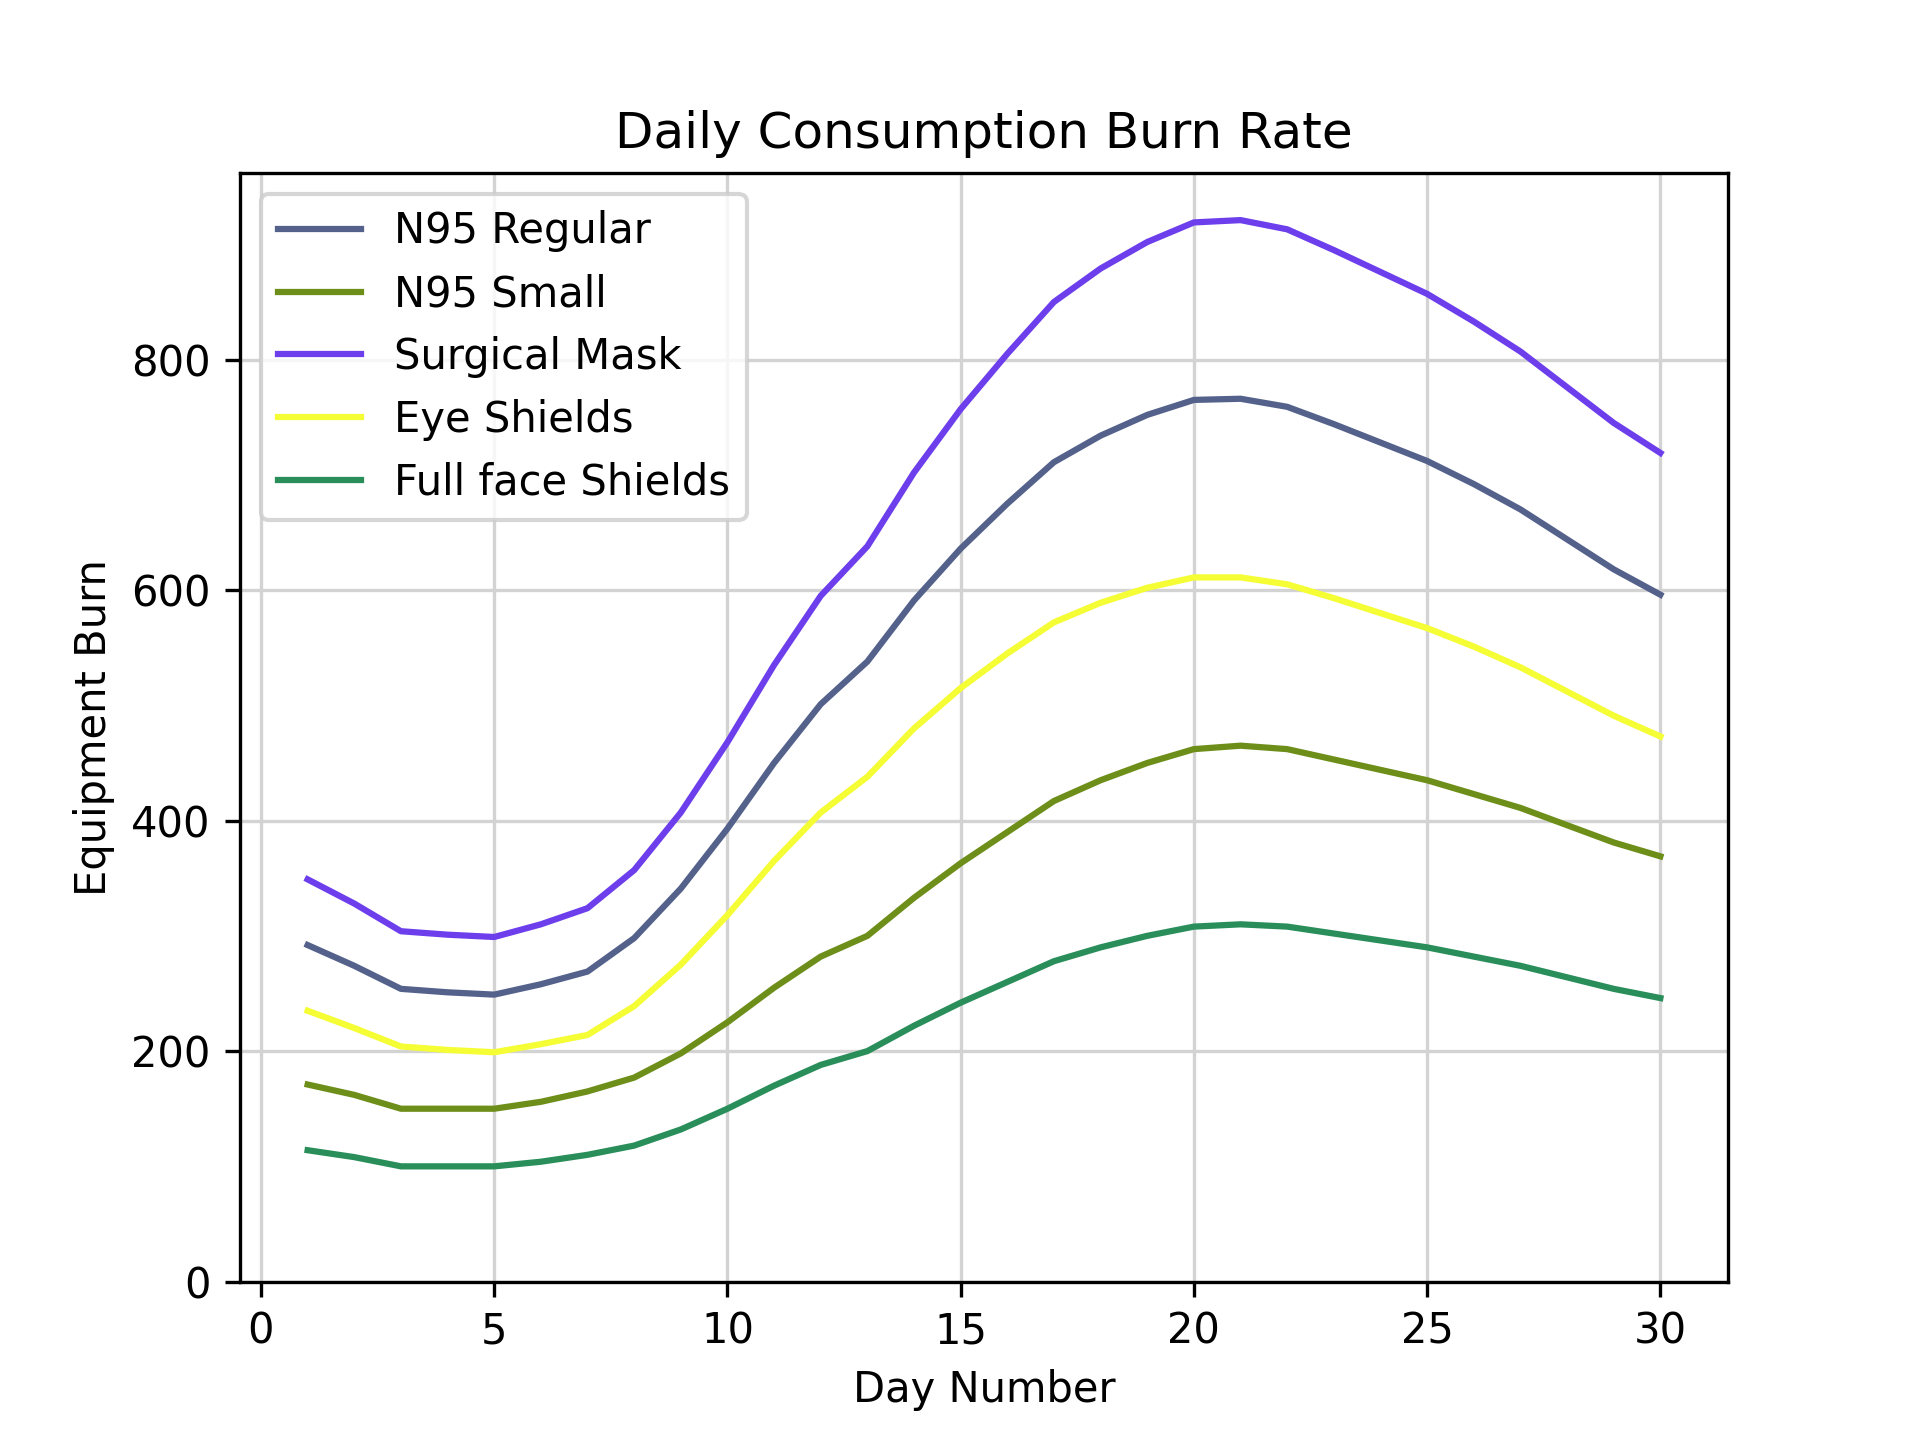 Daily Consumption Burn Rate
N95 Regular
N95 Small
Surgical Mask
Eye Shields
Full face Shields
Equipment Burn
800
600
400
200
0
0 5 10 15 20 25 30
Day Number